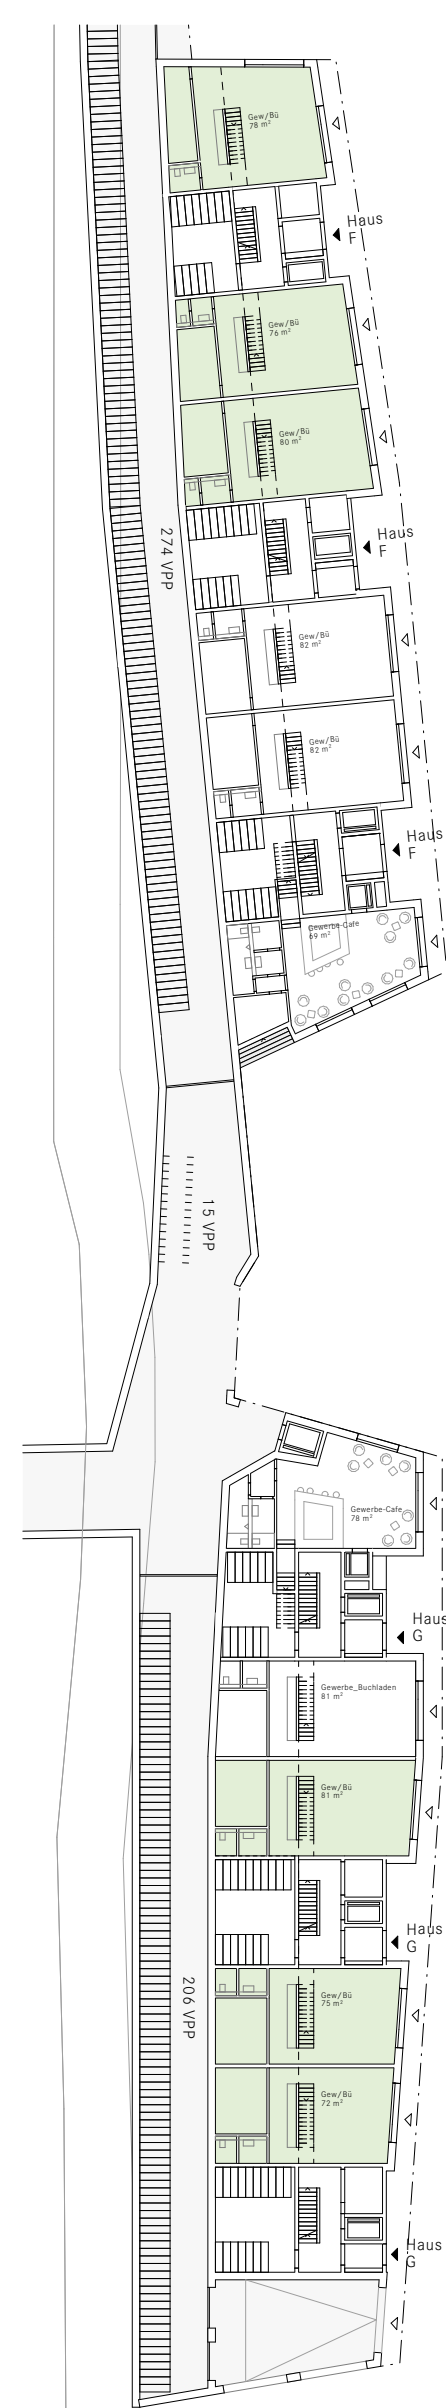 Gew/Bü
78 m²
Haus
F
Gew/Bü
76 m²
Gew/Bü
80 m²
274 VPP
Haus
F
Gew/Bü
82 m²
Gew/Bü
82 m²
Haus
F
Gewerbe-Cafe
69 m²
15 VPP
Gewerbe-Cafe
78 m²
Haus
G
Gewerbe_Buchladen
81 m²
Gew/Bü
81 m²
Haus
G
206 VPP
Gew/Bü
75 m²
Gew/Bü
72 m²
Haus
G